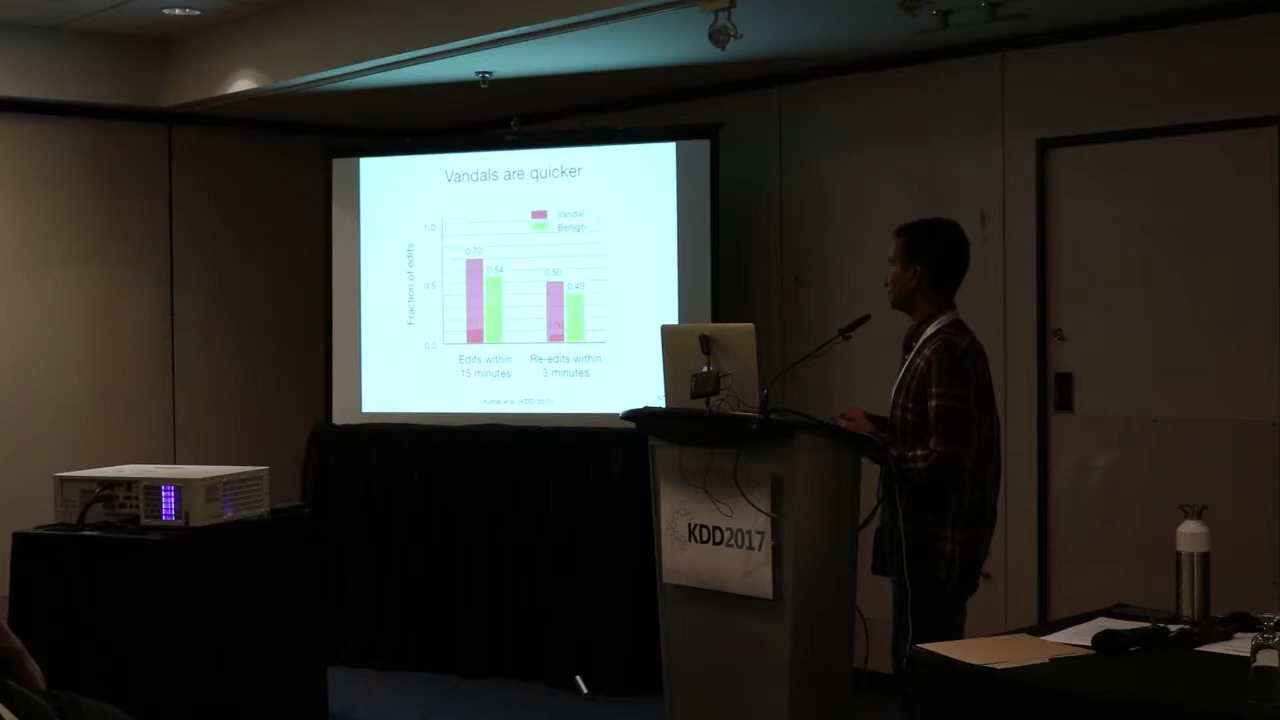 Vandals are quicker
Vandal
Benign
1.0
0.70
0.54
0.50
0.40
0.5
0.0
Fraction of edits
Edits within
15 minutes
Re-edits within
3 minutes
KDD2017